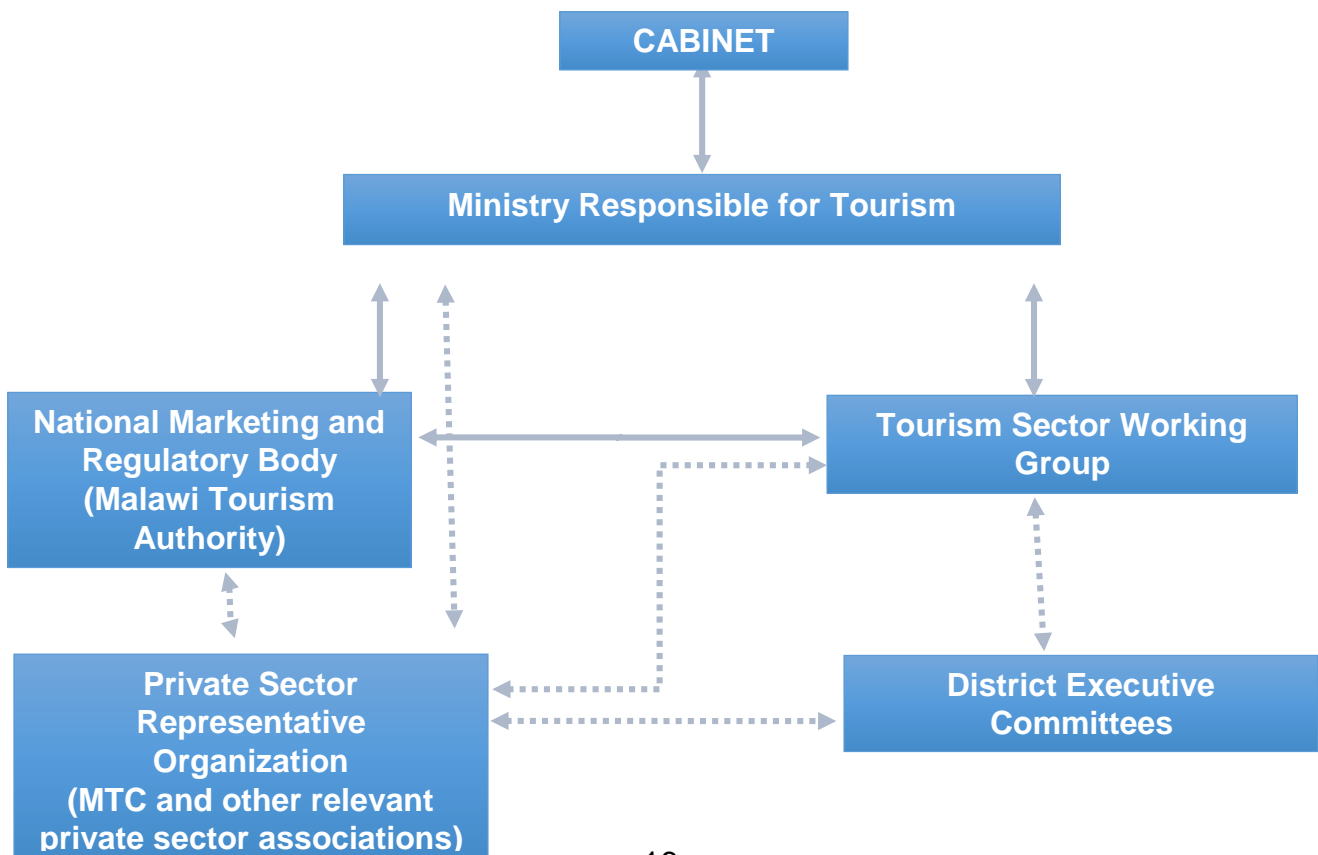 CABINET
Ministry Responsible for Tourism
National Marketing and
Regulatory Body
(Malawi Tourism
Authority)
Tourism Sector Working
Group
Private Sector
Representative
Organization
(MTC and other relevant
private sector associations)
District Executive
Committees